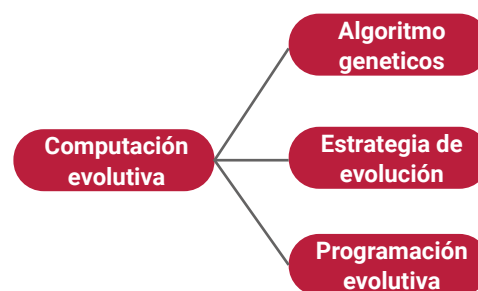 Algoritmo
geneticos
Computación
evolutiva
Estrategia de
evolución
Programación
evolutiva